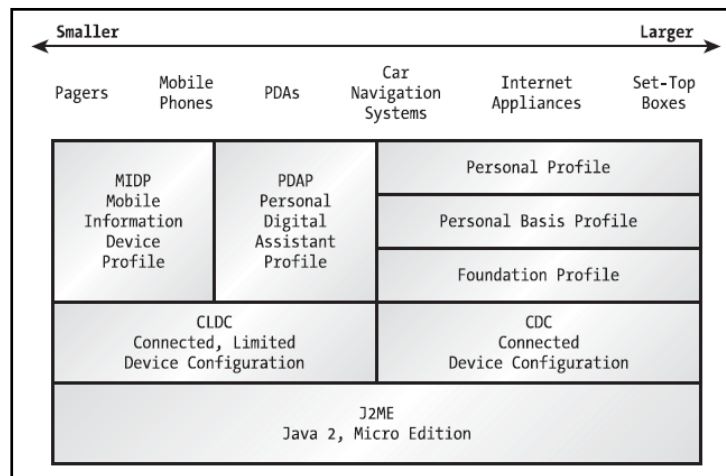 Smaller
Larger
Pagers
Mobile
Phones
PDAs
Car
Navigation
Systems
Internet
Appliances
Set-Top
Boxes
MIDP
Mobile
Information
Device
Profile
PDAP
Personal
Digital
Assistant
Profile
Personal Profile
Personal Basis Profile
Foundation Profile
CLDC
Connected, Limited
Device Configuration
CDC
Connected
Device Configuration
J2ME
Java 2, Micro Edition